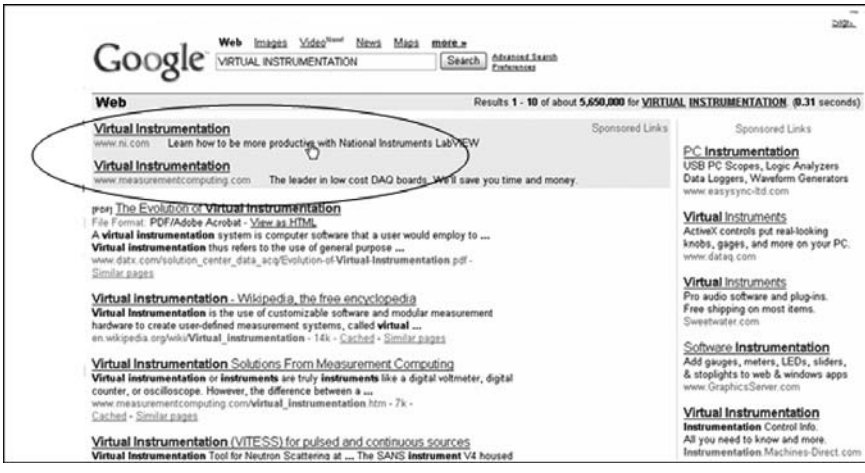 Google
Web Images Video New! News Maps more »
VIRTUAL INSTRUMENTATION Search Advanced Search
Preferences
Web Results 1 - 10 of about 5,650,000 for VIRTUAL INSTRUMENTATION. (0.31 seconds)
Virtual Instrumentation Sponsored Links
www.ni.com Learn how to be more productive with National Instruments LabVIEW
Virtual Instrumentation
www.measurementcomputing.com The leader in low cost DAQ boards. We'll save you time and money.
[PDF] The Evolution of Virtual Instrumentation
File Format: PDF/Adobe Acrobat - View as HTML
A virtual instrumentation system is computer software that a user would employ to ...
Virtual instrumentation thus refers to the use of general purpose ...
www.datx.com/solution_center_data_acq/Evolution-of-Virtual-Instrumentation.pdf -
Similar pages
Virtual instrumentation - Wikipedia, the free encyclopedia
Virtual Instrumentation is the use of customizable software and modular measurement
hardware to create user-defined measurement systems, called virtual ...
en.wikipedia.org/wiki/Virtual_instrumentation - 14k - Cached - Similar pages
Virtual Instrumentation Solutions From Measurement Computing
Virtual instrumentation or instruments are truly instruments like a digital voltmeter, digital
counter, or oscilloscope. However, the difference between a ...
www.measurementcomputing.com/virtual_instrumentation.htm - 7k -
Cached - Similar pages
Virtual Instrumentation (VITESS) for pulsed and continuous sources
Virtual Instrumentation Tool for Neutron Scattering at ... The SANS instrument V4 housed
Sponsored Links
PC Instrumentation
USB PC Scopes, Logic Analyzers
Data Loggers, Waveform Generators
www.easysync-ltd.com
Virtual Instruments
ActiveX controls put real-looking
knobs, gages, and more on your PC.
www.dataq.com
Virtual Instruments
Pro audio software and plug-ins.
Free shipping on most items.
Sweetwater.com
Software Instrumentation
Add gauges, meters, LEDs, sliders,
& stoplights to web & windows apps
www.GraphicsServer.com
Virtual Instrumentation
Instrumentation Control Info.
All you need to know and more.
Instrumentation.Machines-Direct.com